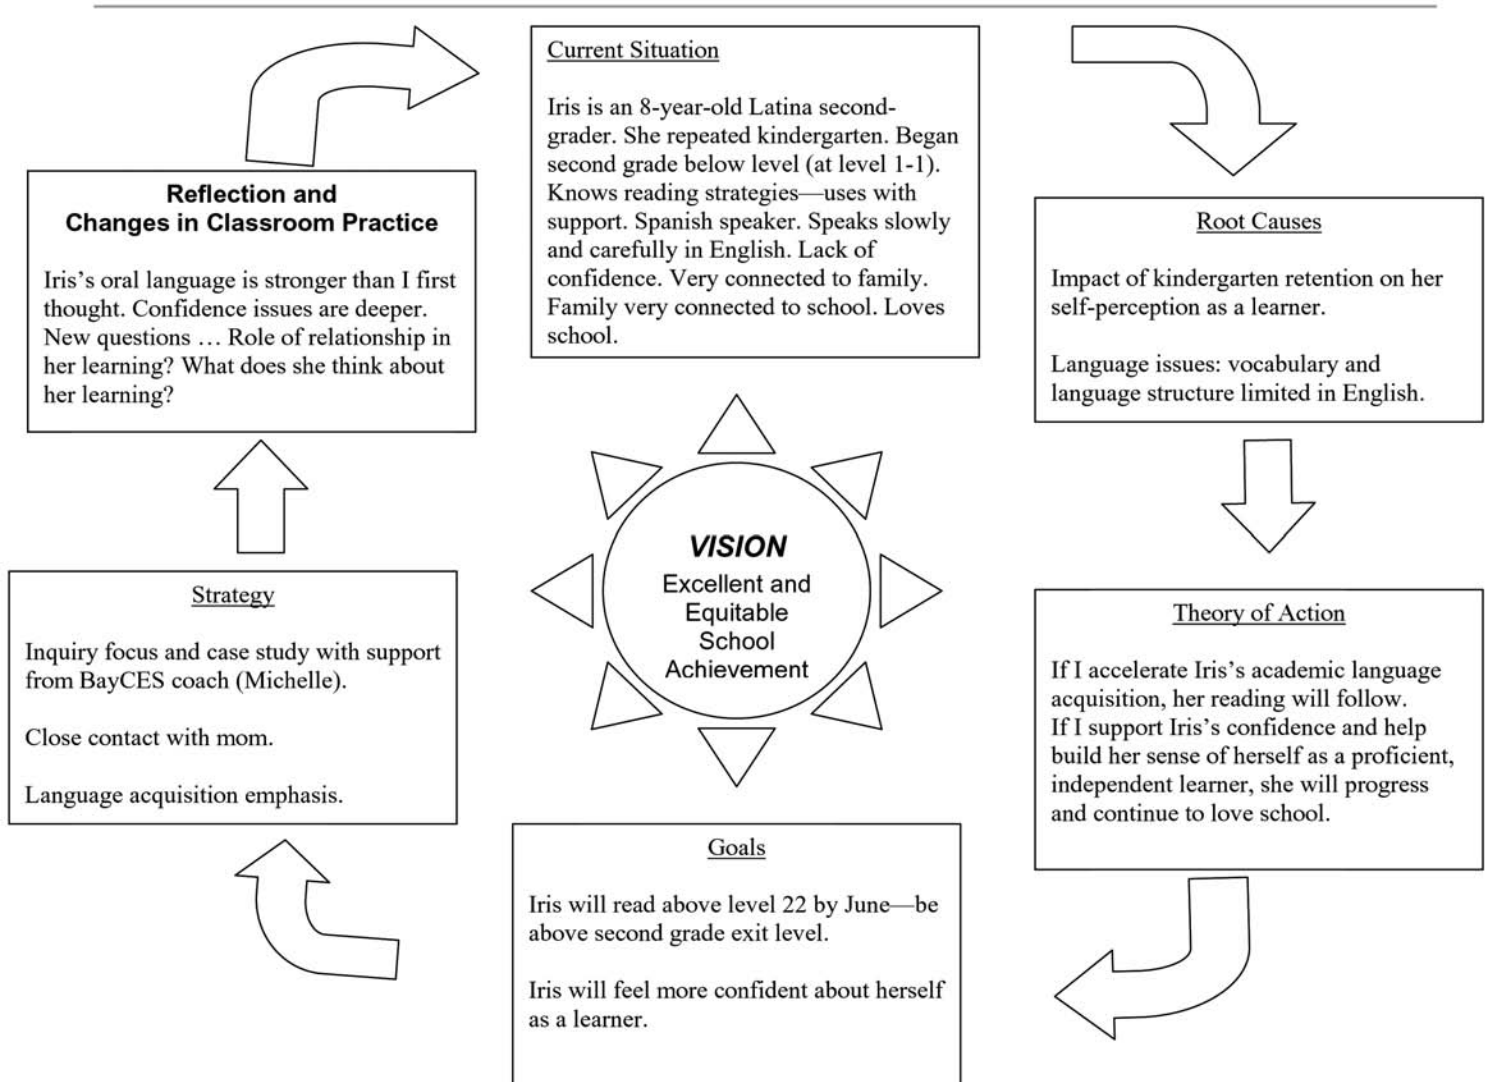 Current Situation
Iris is an 8-year-old Latina second-
grader. She repeated kindergarten. Began
second grade below level (at level 1-1).
Knows reading strategies—uses with
support. Spanish speaker. Speaks slowly
and carefully in English. Lack of
confidence. Very connected to family.
Family very connected to school. Loves
school.
Root Causes
Impact of kindergarten retention on her
self-perception as a learner.
Language issues: vocabulary and
language structure limited in English.
Theory of Action
If I accelerate Iris’s academic language
acquisition, her reading will follow.
If I support Iris’s confidence and help
build her sense of herself as a proficient,
independent learner, she will progress
and continue to love school.
Goals
Iris will read above level 22 by June—be
above second grade exit level.
Iris will feel more confident about herself
as a learner.
Strategy
Inquiry focus and case study with support
from BayCES coach (Michelle).
Close contact with mom.
Language acquisition emphasis.
Reflection and
Changes in Classroom Practice
Iris’s oral language is stronger than I first
thought. Confidence issues are deeper.
New questions … Role of relationship in
her learning? What does she think about
her learning?
VISION
Excellent and
Equitable
School
Achievement